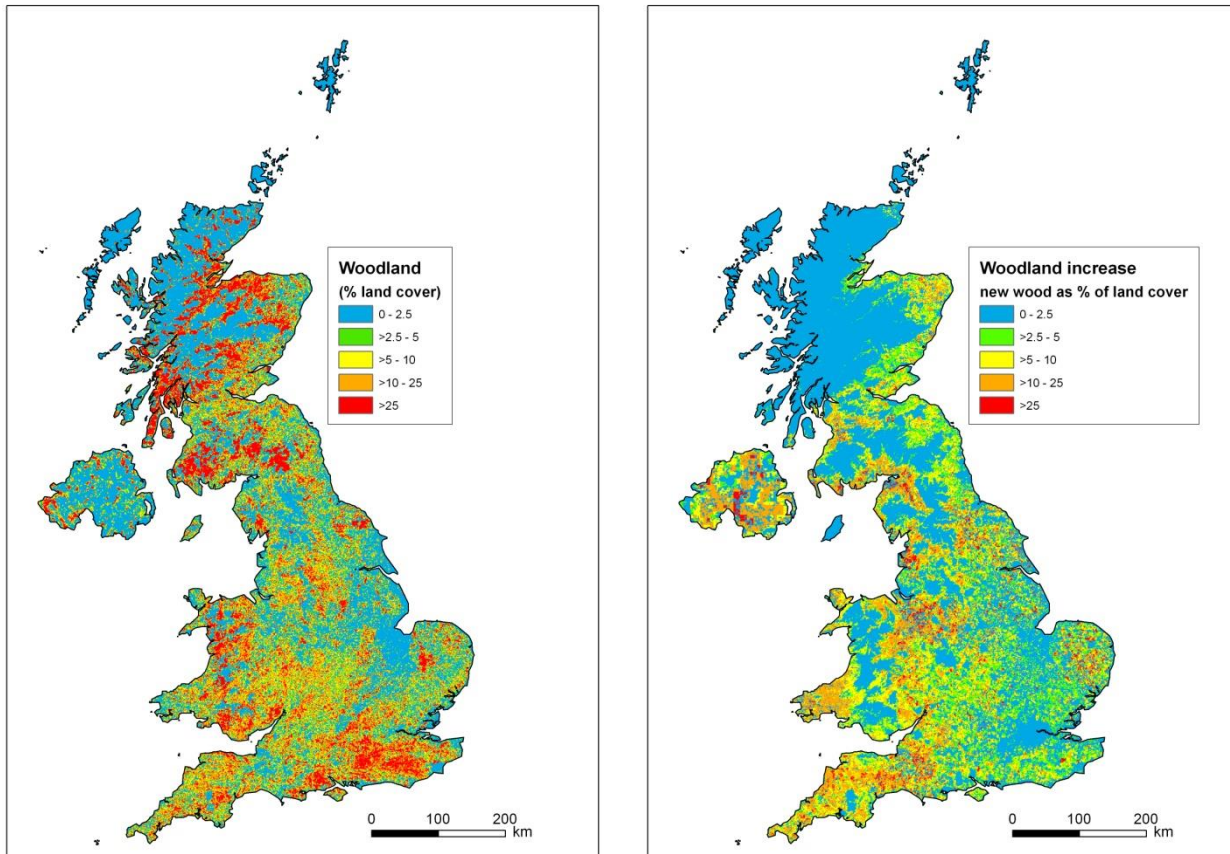 Woodland
(% land cover)
0 - 2.5
>2.5 - 5
>5 - 10
>10 - 25
>25
0 100 200
km
Woodland increase
new wood as % of land cover
0 - 2.5
>2.5 - 5
>5 - 10
>10 - 25
>25
0 100 200
km